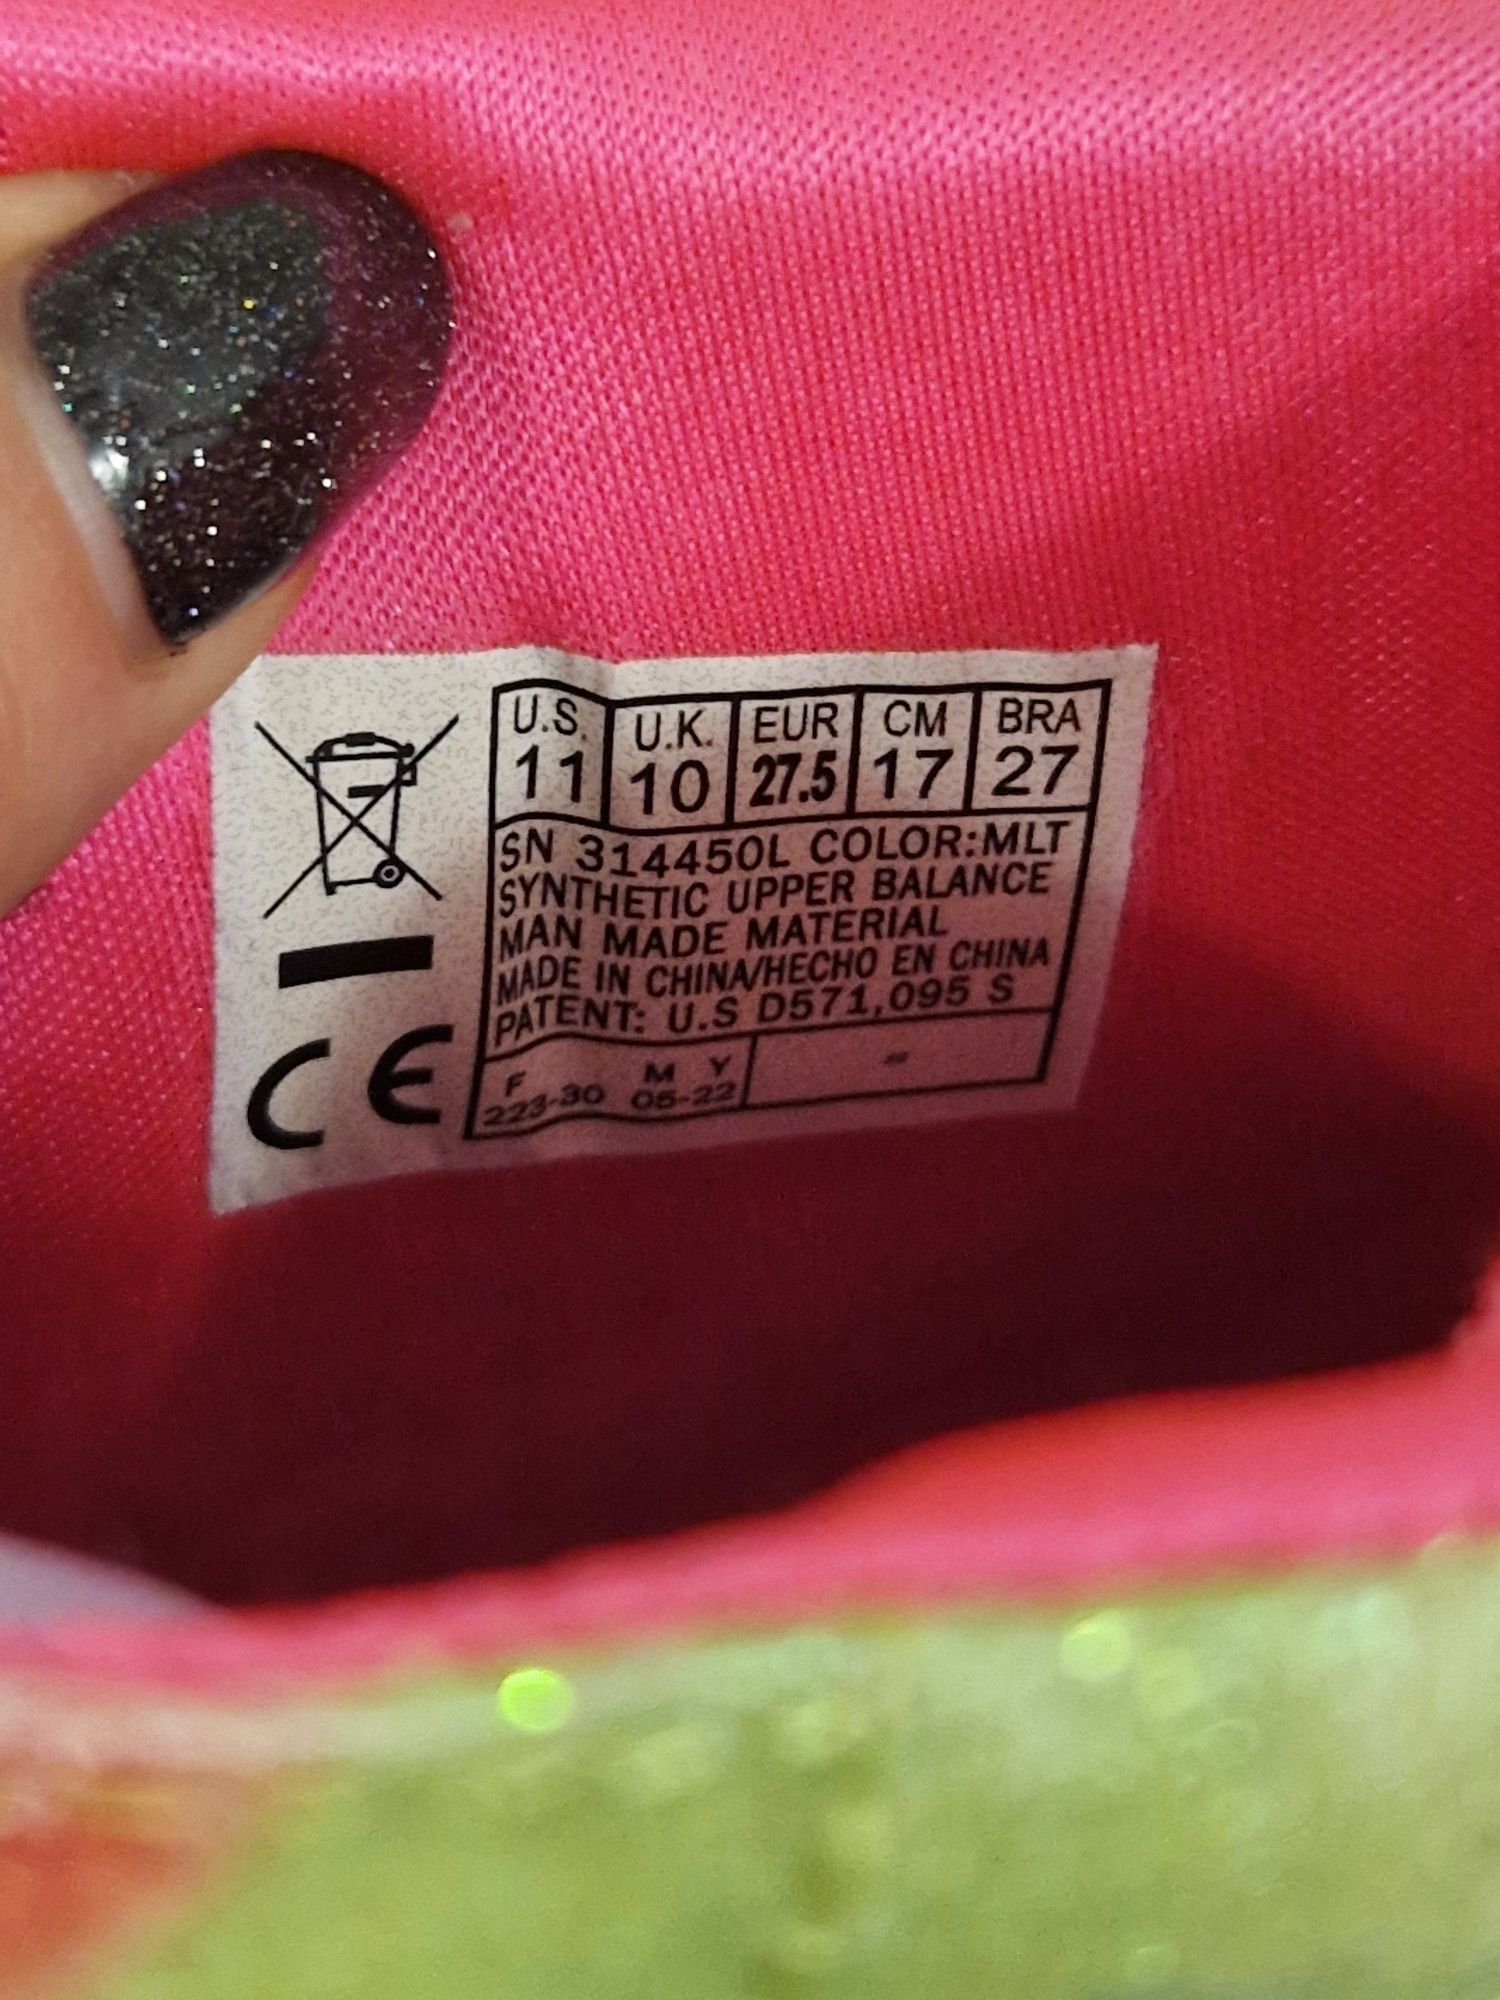 U.S. U.K. EUR CM BRA
11 10 27.5 17 27
SN 314450L COLOR:MLT
SYNTHETIC UPPER BALANCE
MAN MADE MATERIAL
MADE IN CHINA/HECHO EN CHINA
PATENT: U.S D571,095 S
F M Y
223-30 05-22
CE